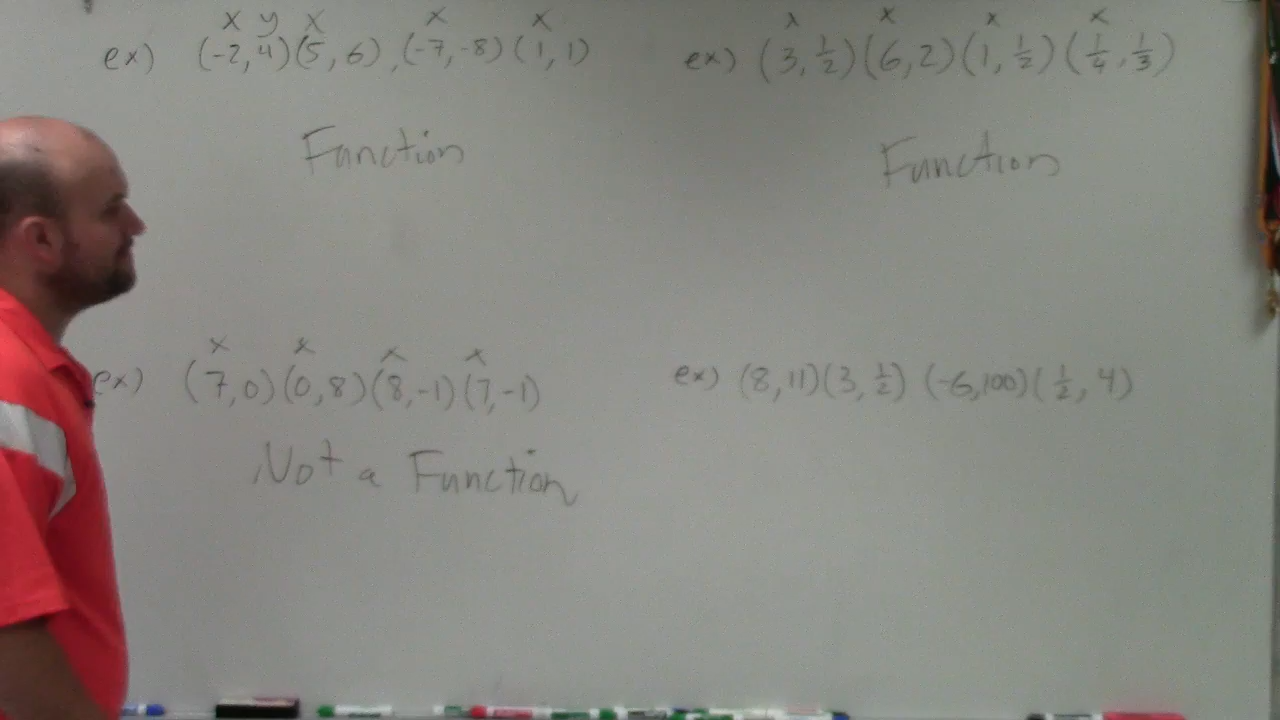 x y x x x
ex) (-2, 4)(5, 6), (-7, -8) (1, 1)
Function
x x x x
ex) (3, 1/2)(6, 2)(1, 1/2)(1/4, 1/3)
Function
x x x x
ex) (7, 0)(0, 8)(8, -1)(7, -1)
Not a Function
ex) (8, 11)(3, 1/2) (-6, 100)(1/2, 4)